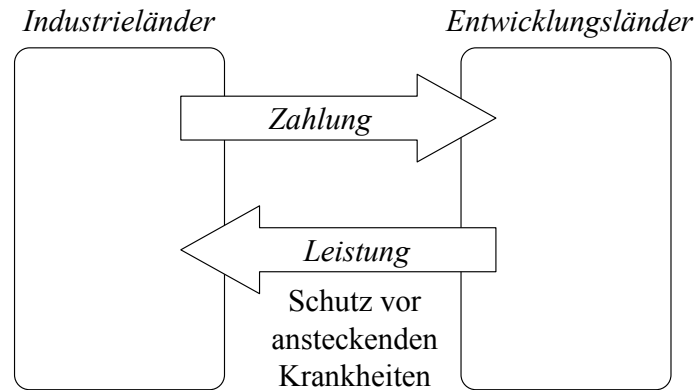 Industrieländer
Entwicklungsländer
Zahlung
Leistung
Schutz vor
ansteckenden
Krankheiten